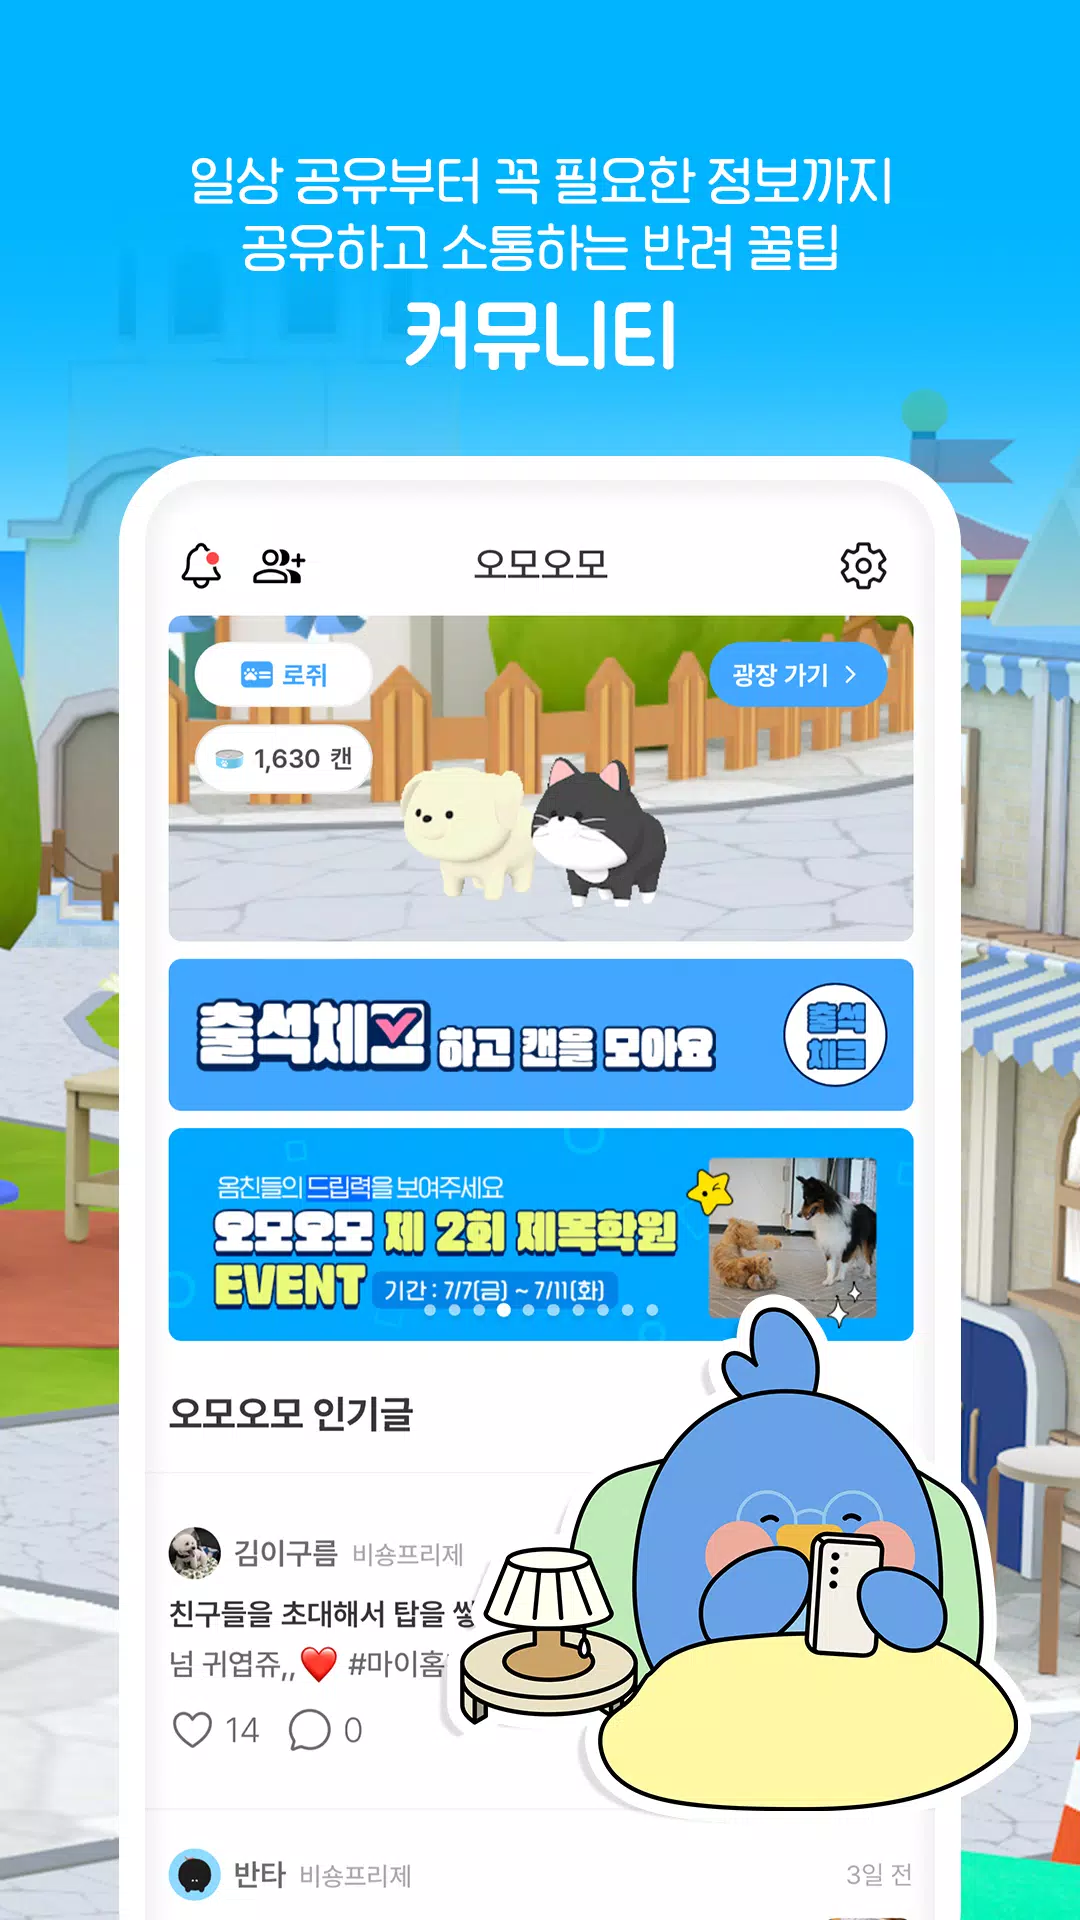 일상 공유부터 꼭 필요한 정보까지
공유하고 소통하는 반려 꿀팁
커뮤니티
오모오모
로쥐
광장 가기
1,630 캔
출석체크 하고 캔을 모아요
출석
체크
옴친들의 드립력을 보여주세요
오모오모 제 2회 제목학원
EVENT 기간 : 7/7(금) ~ 7/11(화)
오모오모 인기글
김이구름 비숑프리제
친구들을 초대해서 탑을
넘 귀엽쥬,,❤️ #마이홈
14 0
반타 비숑프리제 3일 전